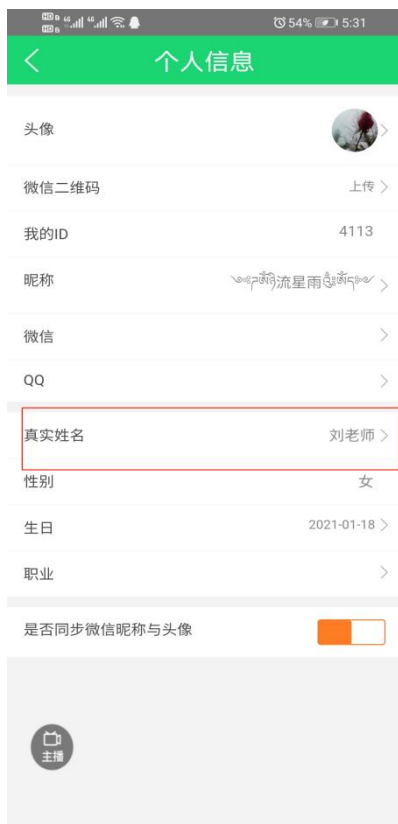 54% 5:31
个人信息
头像
微信二维码 上传
我的ID 4113
昵称 流星雨
微信
QQ
真实姓名 刘老师
性别 女
生日 2021-01-18
职业
是否同步微信昵称与头像
主播